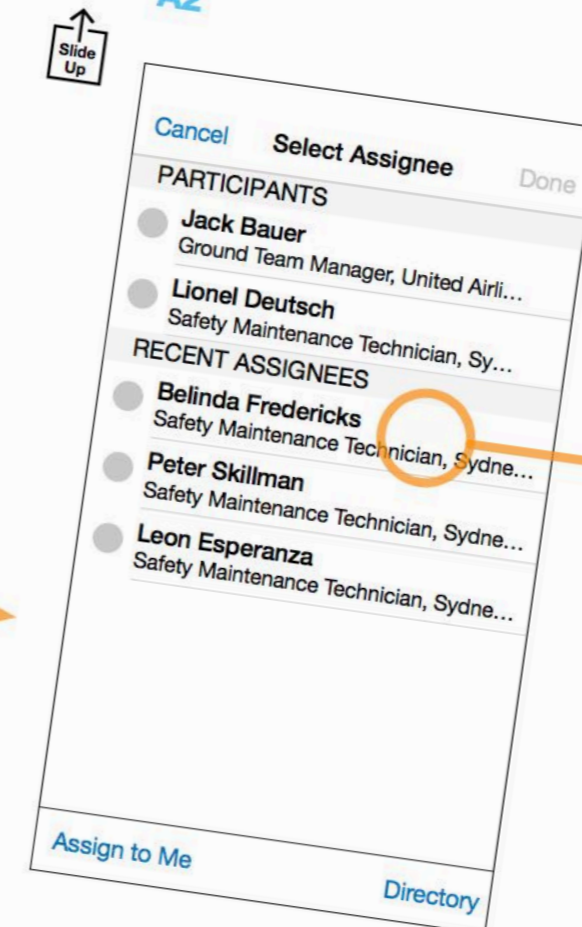 A2
Slide
Up
Cancel Select Assignee Done
PARTICIPANTS
Jack Bauer
Ground Team Manager, United Airli...
Lionel Deutsch
Safety Maintenance Technician, Sy...
RECENT ASSIGNEES
Belinda Fredericks
Safety Maintenance Technician, Sydne...
Peter Skillman
Safety Maintenance Technician, Sydne...
Leon Esperanza
Safety Maintenance Technician, Sydne...
Assign to Me Directory